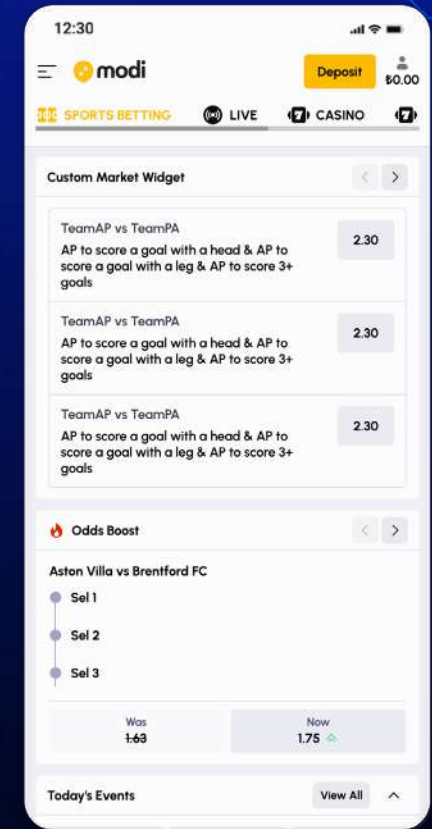 12:30
modi
Deposit
₺0.00
SPORTS BETTING
LIVE
7 CASINO
7
Custom Market Widget
TeamAP vs TeamPA
AP to score a goal with a head & AP to
score a goal with a leg & AP to score 3+
goals
2.30
TeamAP vs TeamPA
AP to score a goal with a head & AP to
score a goal with a leg & AP to score 3+
goals
2.30
TeamAP vs TeamPA
AP to score a goal with a head & AP to
score a goal with a leg & AP to score 3+
goals
2.30
Odds Boost
Aston Villa vs Brentford FC
Sel 1
Sel 2
Sel 3
Was
1.63
Now
1.75
Today's Events
View All